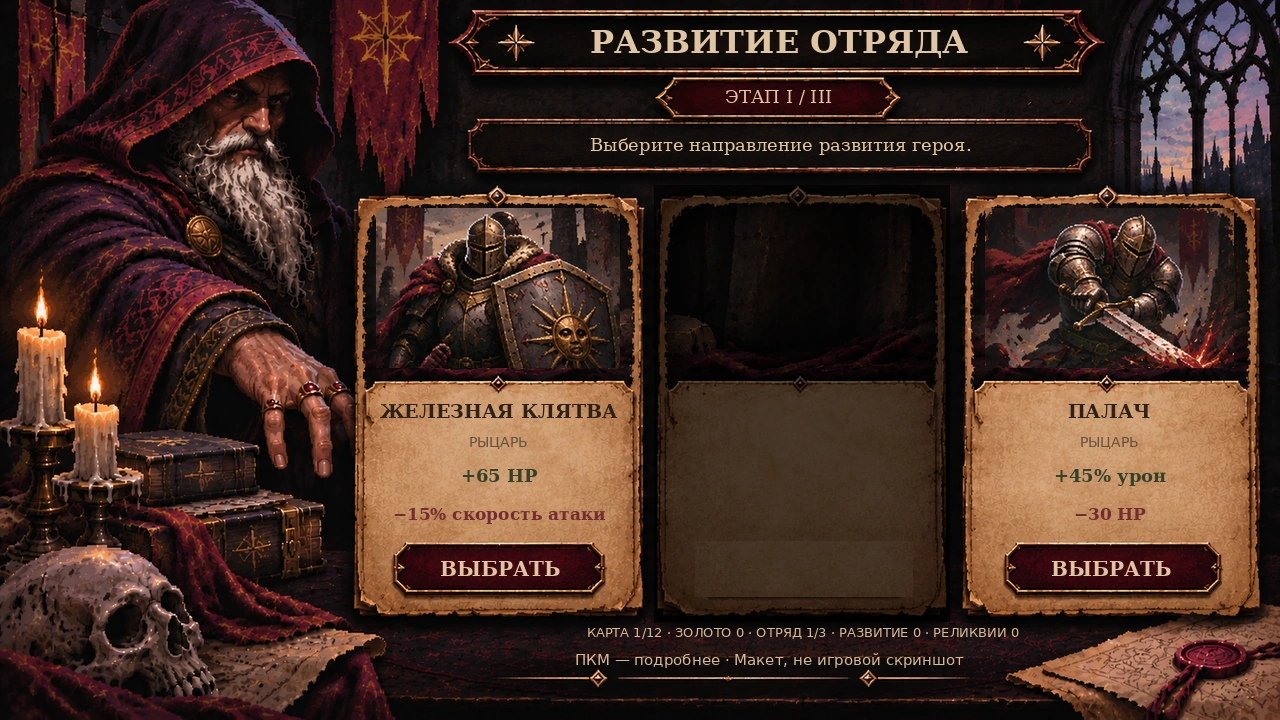 РАЗВИТИЕ ОТРЯДА
ЭТАП I / III
Выберите направление развития героя.
ЖЕЛЕЗНАЯ КЛЯТВА
РЫЦАРЬ
+65 HP
−15% скорость атаки
ВЫБРАТЬ
ПАЛАЧ
РЫЦАРЬ
+45% урон
−30 HP
ВЫБРАТЬ
КАРТА 1/12 · ЗОЛОТО 0 · ОТРЯД 1/3 · РАЗВИТИЕ 0 · РЕЛИКВИИ 0
ПКМ — подробнее · Макет, не игровой скриншот